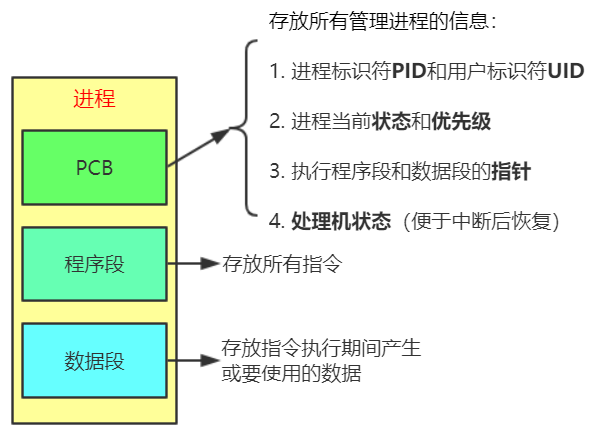 存放所有管理进程的信息：
1. 进程标识符PID和用户标识符UID
2. 进程当前状态和优先级
3. 执行程序段和数据段的指针
4. 处理机状态（便于中断后恢复）
进程
PCB
程序段
存放所有指令
数据段
存放指令执行期间产生
或要使用的数据